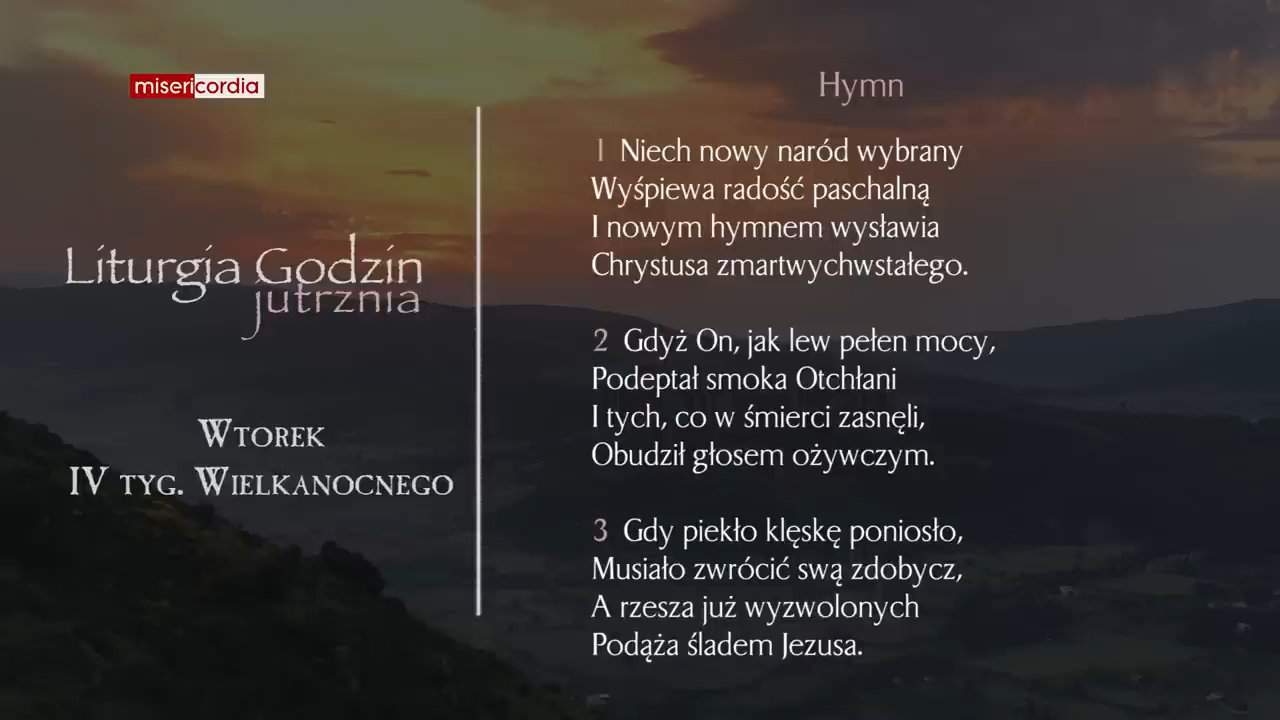 misericordia
Liturgia Godzin
jutrznia
Wtorek
IV tyg. Wielkanocnego
Hymn
1 Niech nowy naród wybrany
Wyśpiewa radość paschalną
I nowym hymnem wysławia
Chrystusa zmartwychwstałego.
2 Gdyż On, jak lew pełen mocy,
Podeptał smoka Otchłani
I tych, co w śmierci zasnęli,
Obudził głosem ożywczym.
3 Gdy piekło klęskę poniosło,
Musiało zwrócić swą zdobycz,
A rzesza już wyzwolonych
Podąża śladem Jezusa.